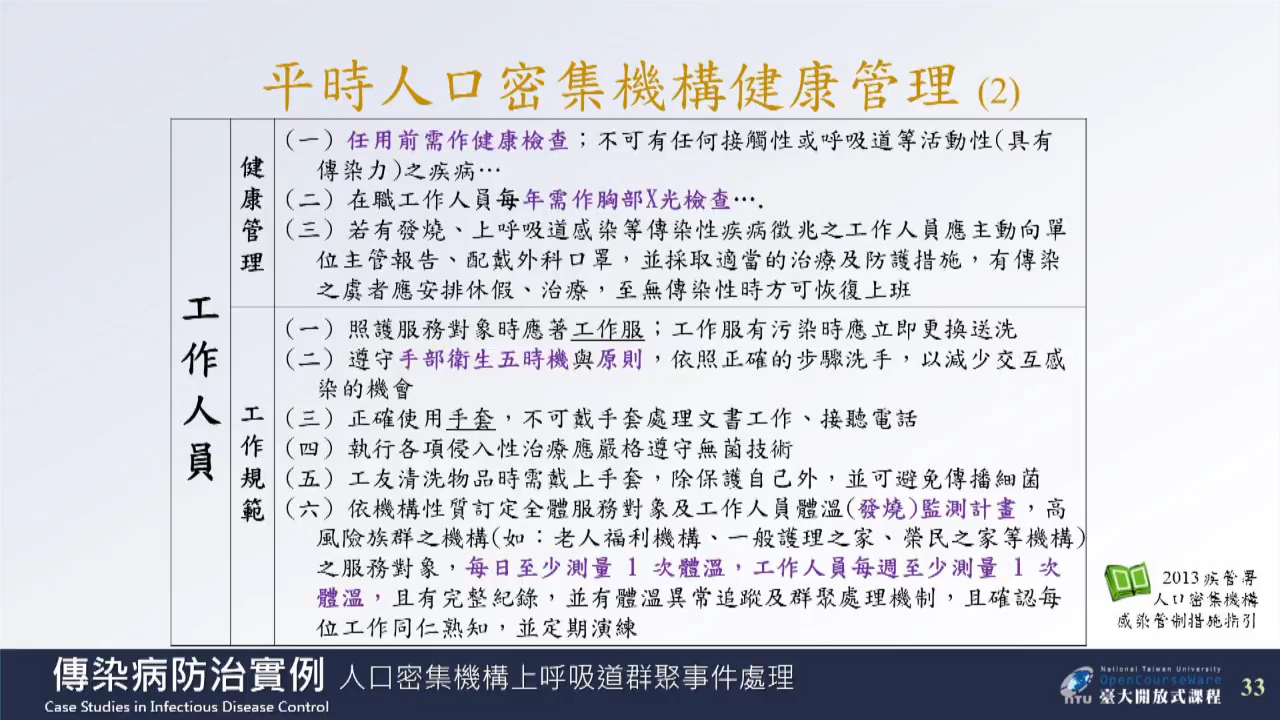 平時人口密集機構健康管理 (2)
工作人員
健康管理
(一) 任用前需作健康檢查；不可有任何接觸性或呼吸道等活動性(具有
傳染力)之疾病…
(二) 在職工作人員每年需作胸部X光檢查….
(三) 若有發燒、上呼吸道感染等傳染性疾病徵兆之工作人員應主動向單
位主管報告、配戴外科口罩，並採取適當的治療及防護措施，有傳染
之虞者應安排休假、治療，至無傳染性時方可恢復上班
工作規範
(一) 照護服務對象時應著工作服；工作服有污染時應立即更換送洗
(二) 遵守手部衛生五時機與原則，依照正確的步驟洗手，以減少交互感
染的機會
(三) 正確使用手套，不可戴手套處理文書工作、接聽電話
(四) 執行各項侵入性治療應嚴格遵守無菌技術
(五) 工友清洗物品時需戴上手套，除保護自己外，並可避免傳播細菌
(六) 依機構性質訂定全體服務對象及工作人員體溫(發燒)監測計畫，高
風險族群之機構(如：老人福利機構、一般護理之家、榮民之家等機構)
之服務對象，每日至少測量 1 次體溫，工作人員每週至少測量 1 次
體溫，且有完整紀錄，並有體溫異常追蹤及群聚處理機制，且確認每
位工作同仁熟知，並定期演練
2013 疾管署
人口密集機構
感染管制措施指引
傳染病防治實例 人口密集機構上呼吸道群聚事件處理
Case Studies in Infectious Disease Control
National Taiwan University
OpenCourseWare
NTU 臺大開放式課程
33